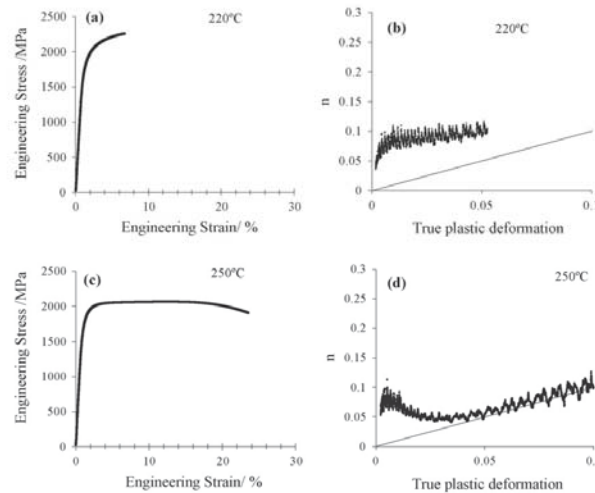 (a)
220ºC
Engineering Stress /MPa
2500
2000
1500
1000
500
0
0
10
20
30
Engineering Strain/ %
(b)
220ºC
n
0.3
0.25
0.2
0.15
0.1
0.05
0
0
0.05
True plastic deformation
(c)
250ºC
Engineering Stress /MPa
2500
2000
1500
1000
500
0
0
10
20
30
Engineering Strain/ %
(d)
250ºC
n
0.3
0.25
0.2
0.15
0.1
0.05
0
0
0.05
True plastic deformation